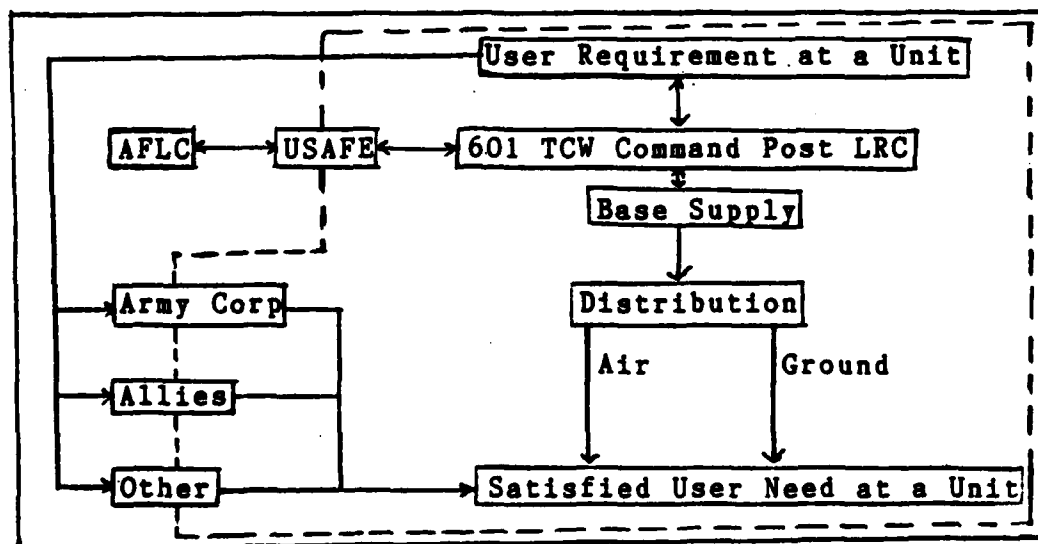 User Requirement at a Unit
AFLC
USAFE
601 TCW Command Post LRC
Base Supply
Army Corp
Distribution
Air
Ground
Allies
Other
Satisfied User Need at a Unit